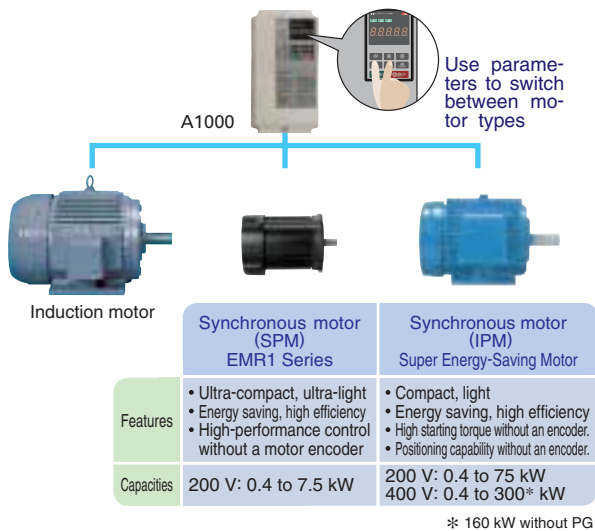 Use parame-
ters to switch
between mo-
tor types
A1000
Induction motor
Synchronous motor
(SPM)
EMR1 Series
Synchronous motor
(IPM)
Super Energy-Saving Motor
Features
• Ultra-compact, ultra-light
• Energy saving, high efficiency
• High-performance control
without a motor encoder
• Compact, light
• Energy saving, high efficiency
• High starting torque without an encoder.
• Positioning capability without an encoder.
Capacities
200 V: 0.4 to 7.5 kW
200 V: 0.4 to 75 kW
400 V: 0.4 to 300* kW
* 160 kW without PG